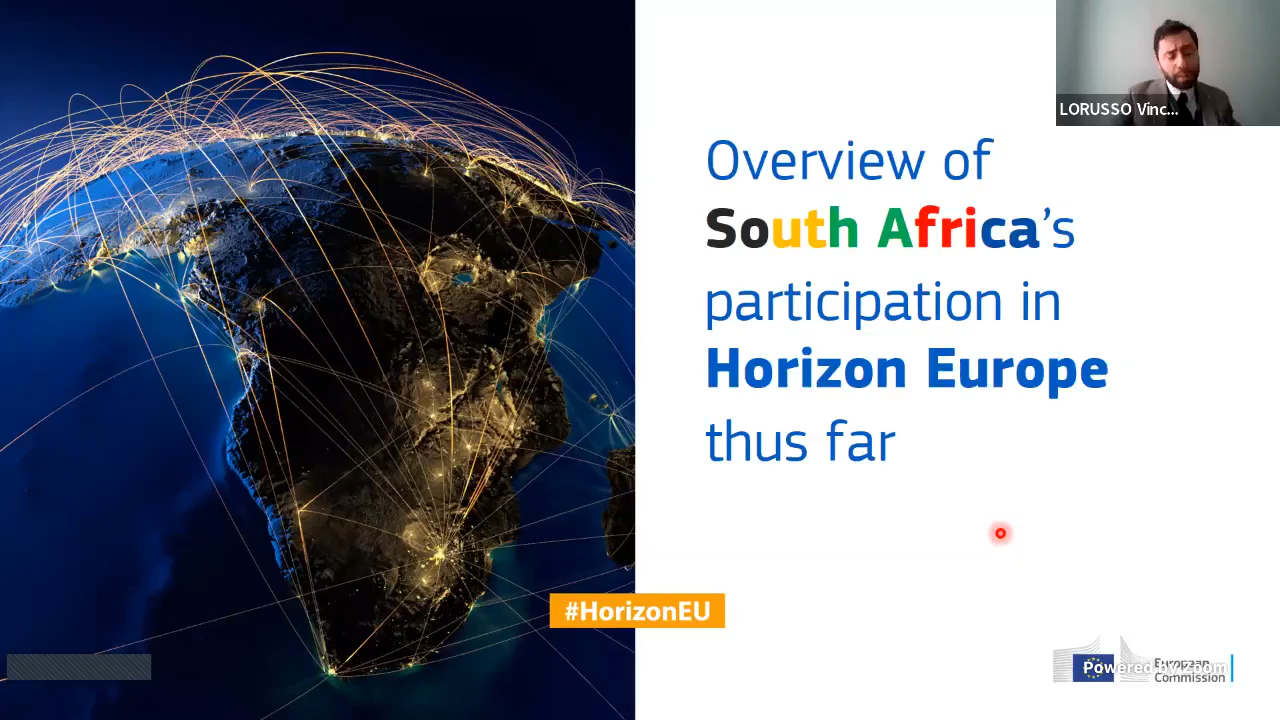 LORUSSO Vinc...
Overview of
South Africa's
participation in
Horizon Europe
thus far
#HorizonEU
European
Commission
Powered by Zoom